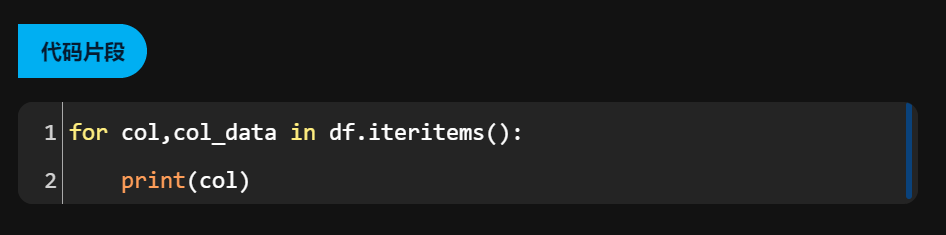 代码片段
1 for col,col_data in df.iteritems():
2     print(col)